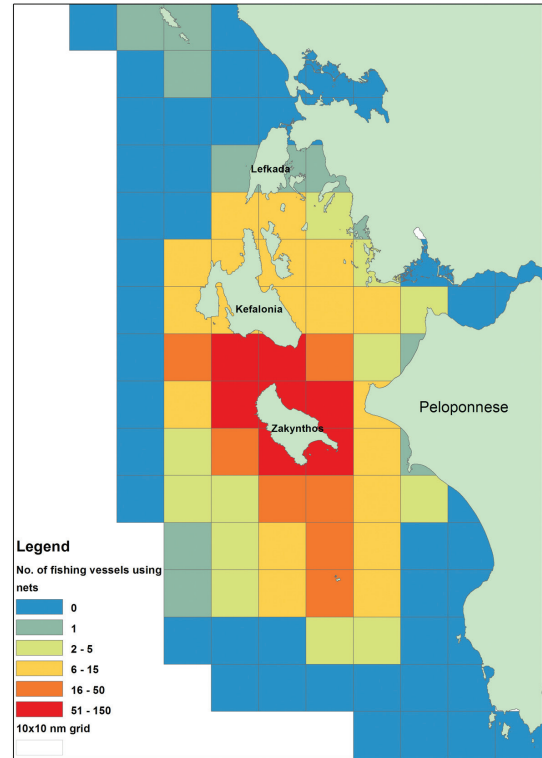 Lefkada
Kefalonia
Peloponnese
Zakynthos
Legend
No. of fishing vessels using
nets
0
1
2 - 5
6 - 15
16 - 50
51 - 150
10x10 nm grid